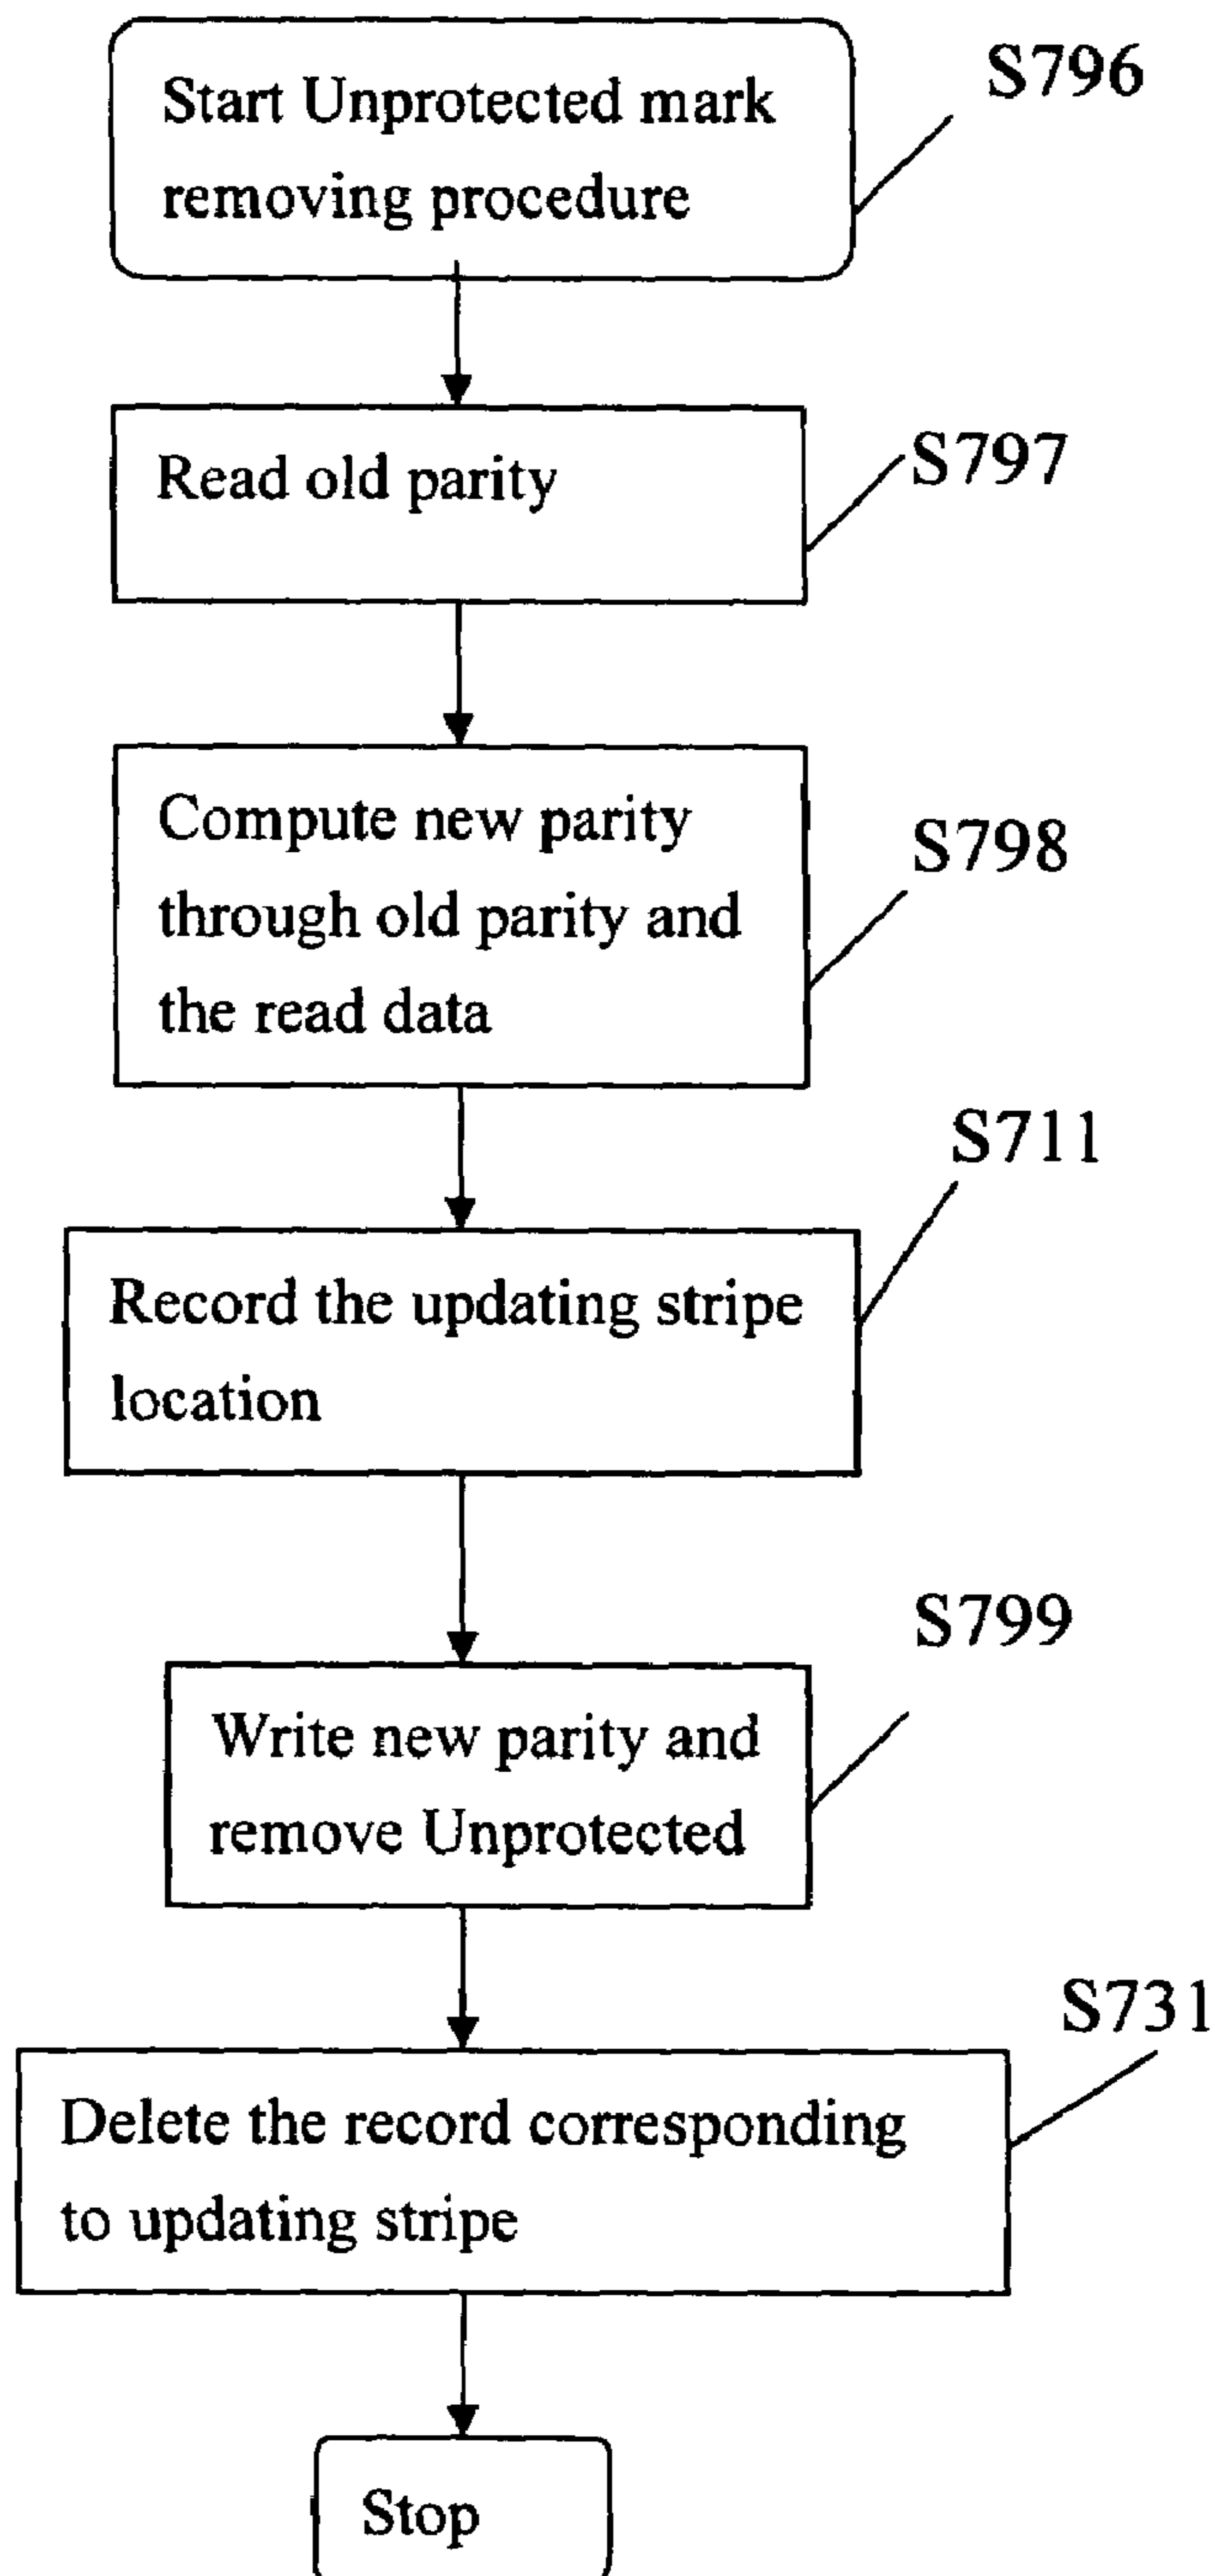 Start Unprotected mark
removing procedure
S796
Read old parity
S797
Compute new parity
through old parity and
the read data
S798
Record the updating stripe
location
S711
Write new parity and
remove Unprotected
S799
Delete the record corresponding
to updating stripe
S731
Stop